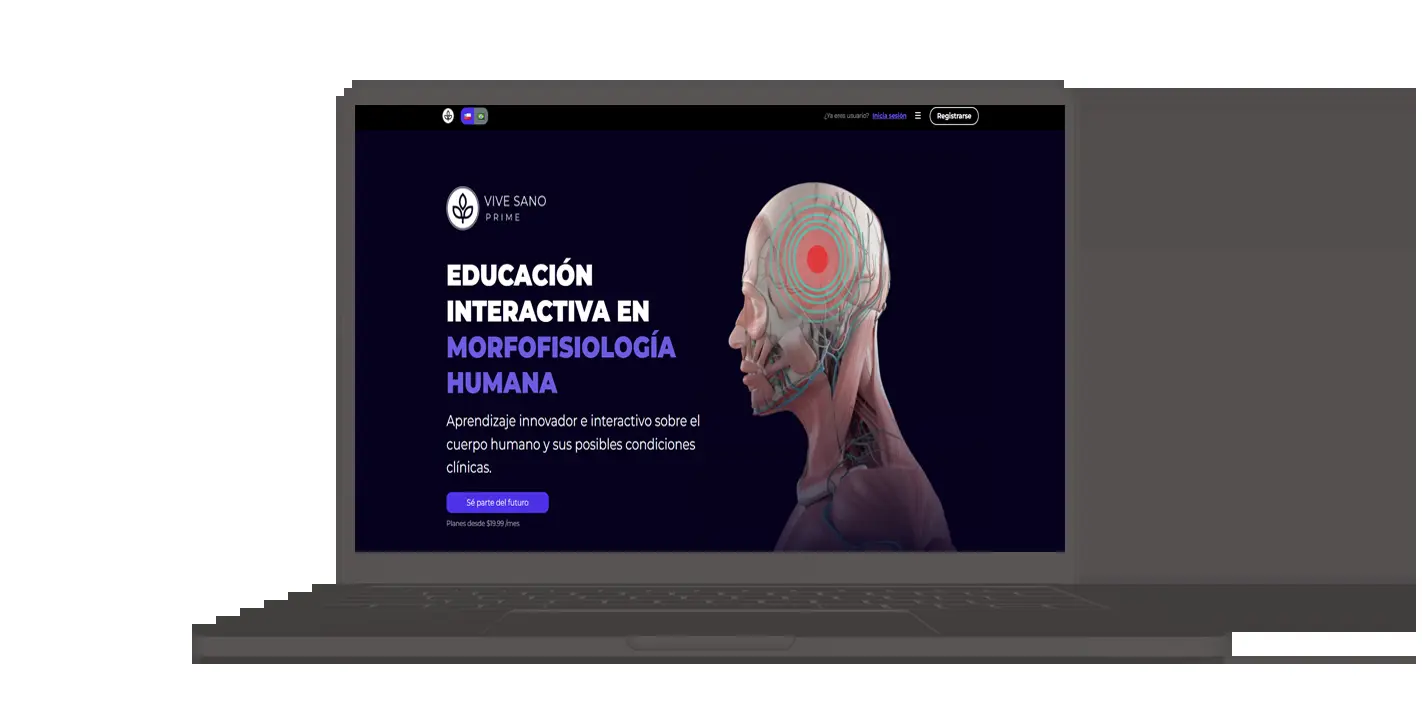 ¿Ya eres usuario? Inicia sesión
Registrarse
VIVE SANO
PRIME
EDUCACIÓN
INTERACTIVA EN
MORFOFISIOLOGÍA
HUMANA
Aprendizaje innovador e interactivo sobre el
cuerpo humano y sus posibles condiciones
clínicas.
Sé parte del futuro
Planes desde $19.99 /mes